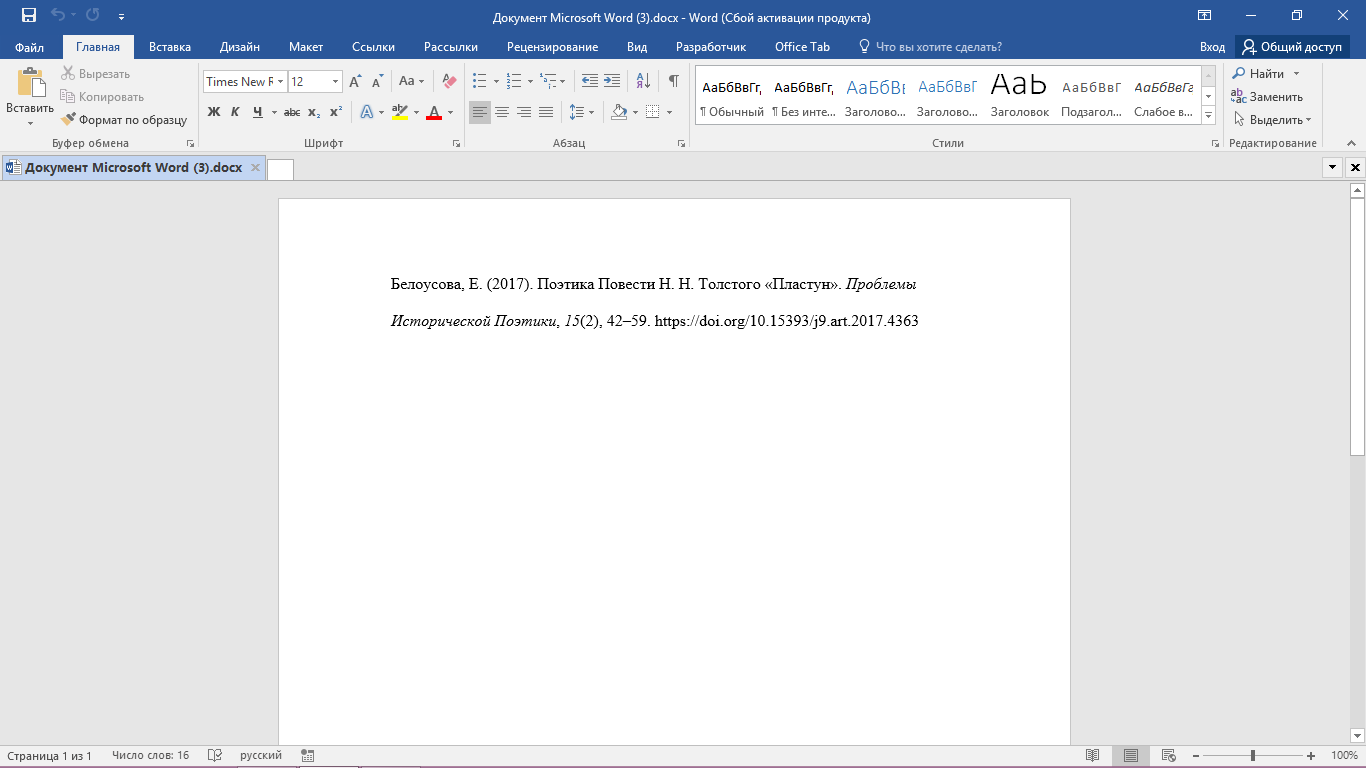 Документ Microsoft Word (3).docx - Word (Сбой активации продукта)
Файл Главная Вставка Дизайн Макет Ссылки Рассылки Рецензирование Вид Разработчик Office Tab Что вы хотите сделать? Вход Общий доступ
Вставить
Вырезать
Копировать
Формат по образцу
Буфер обмена
Times New F 12 Aa
Ж К Ч abc x₂ x² A aby A
Шрифт
Абзац
АаБбВвГг, АаБбВвГг, АаБбВв АаБбВвГ АаЬ АаБбВвГ АаБбВвГг
¶ Обычный ¶ Без инте... Заголово... Заголово... Заголовок Подзагол... Слабое в...
Стили
Найти
Заменить
Выделить
Редактирование
Документ Microsoft Word (3).docx
Белоусова, Е. (2017). Поэтика Повести Н. Н. Толстого «Пластун». Проблемы
Исторической Поэтики, 15(2), 42–59. https://doi.org/10.15393/j9.art.2017.4363
Страница 1 из 1 Число слов: 16 русский 100%